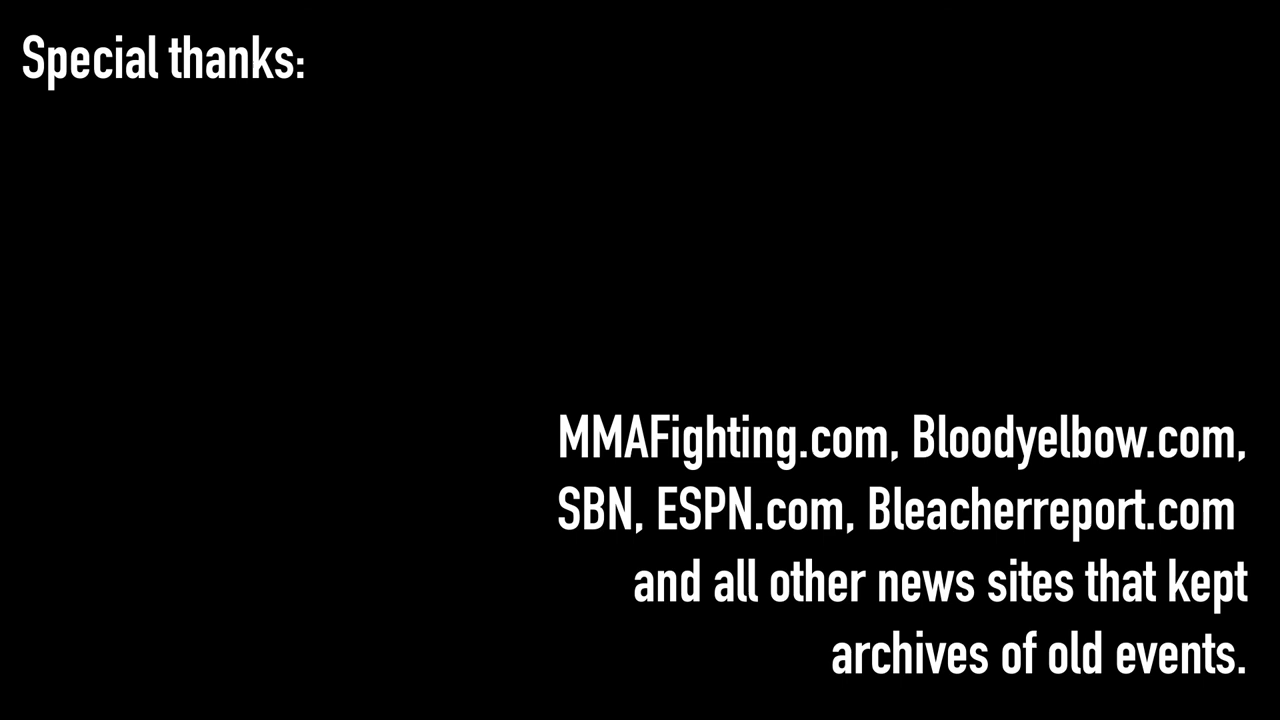 Special thanks:
MMAFighting.com, Bloodyelbow.com,
SBN, ESPN.com, Bleacherreport.com
and all other news sites that kept
archives of old events.